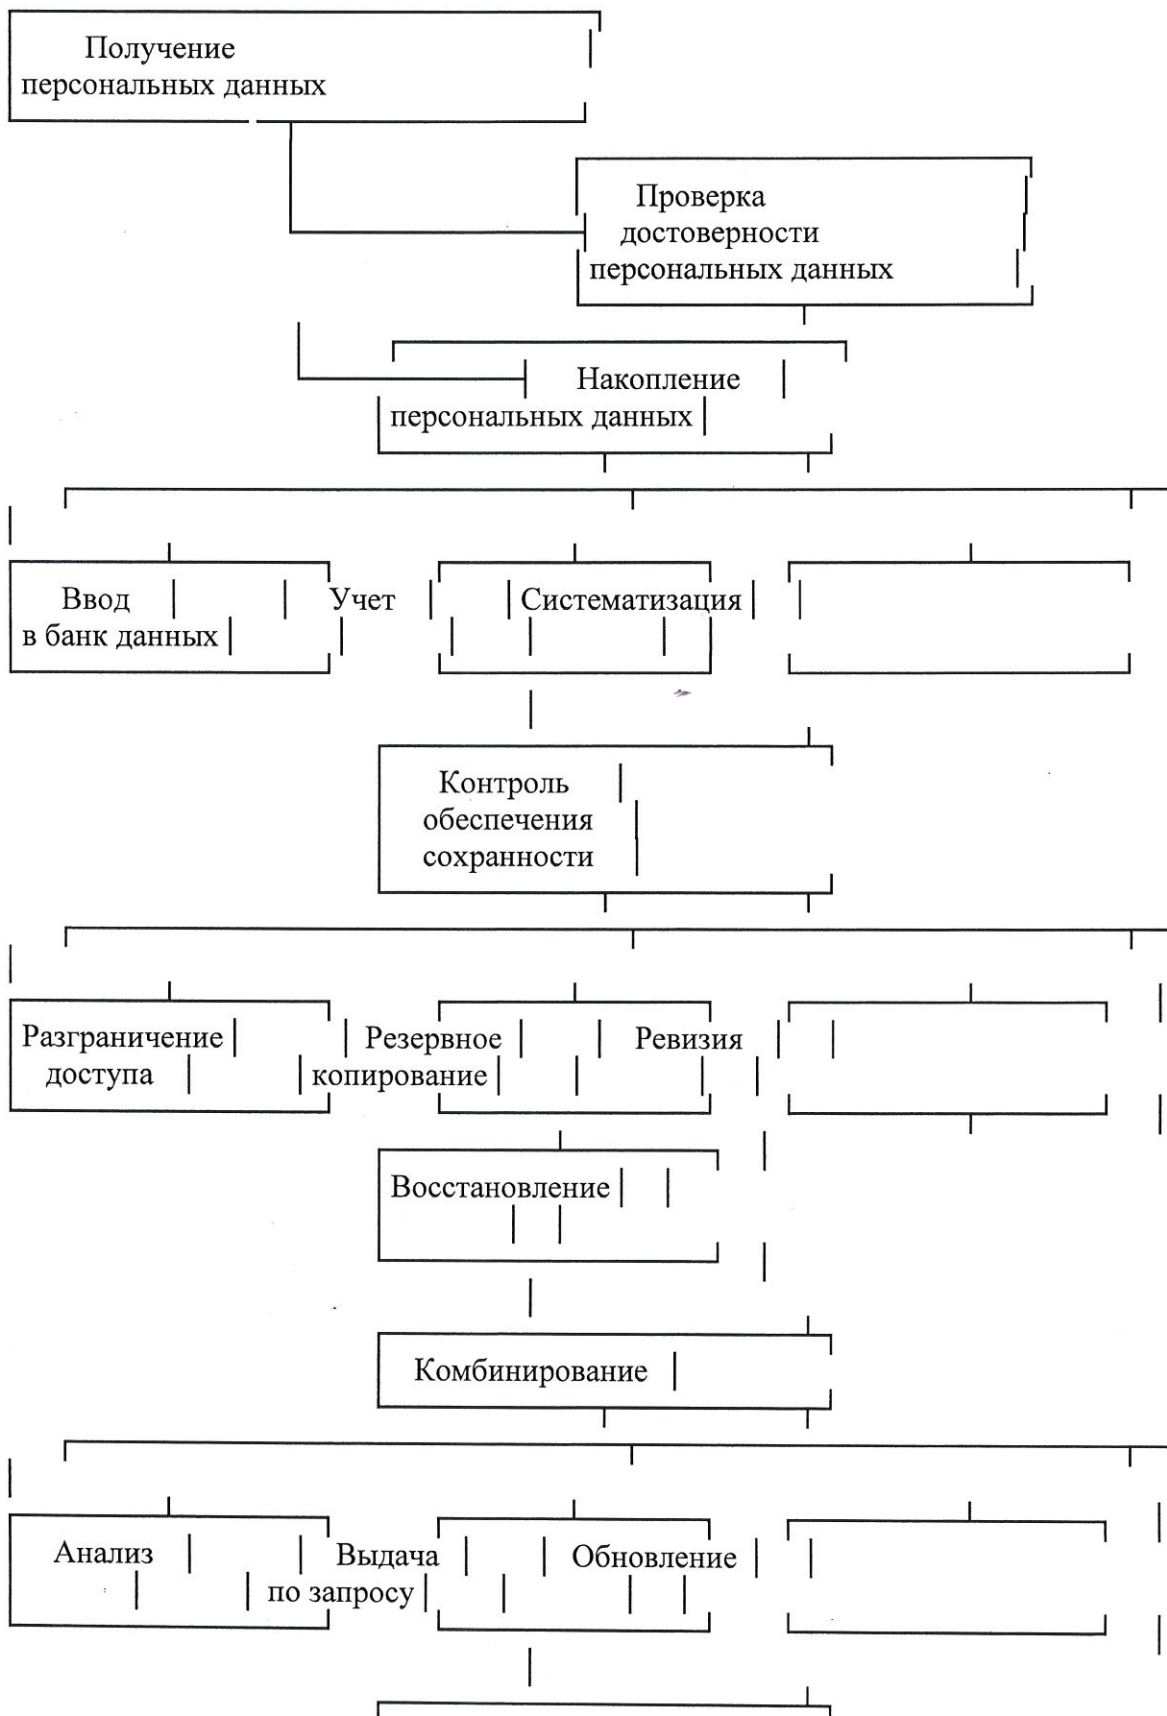 Получение
персональных данных
Проверка
достоверности
персональных данных
Накопление
персональных данных
Ввод Учет Систематизация
в банк данных
Контроль
обеспечения
сохранности
Разграничение Резервное Ревизия
доступа копирование
Восстановление
Комбинирование
Анализ Выдача Обновление
по запросу